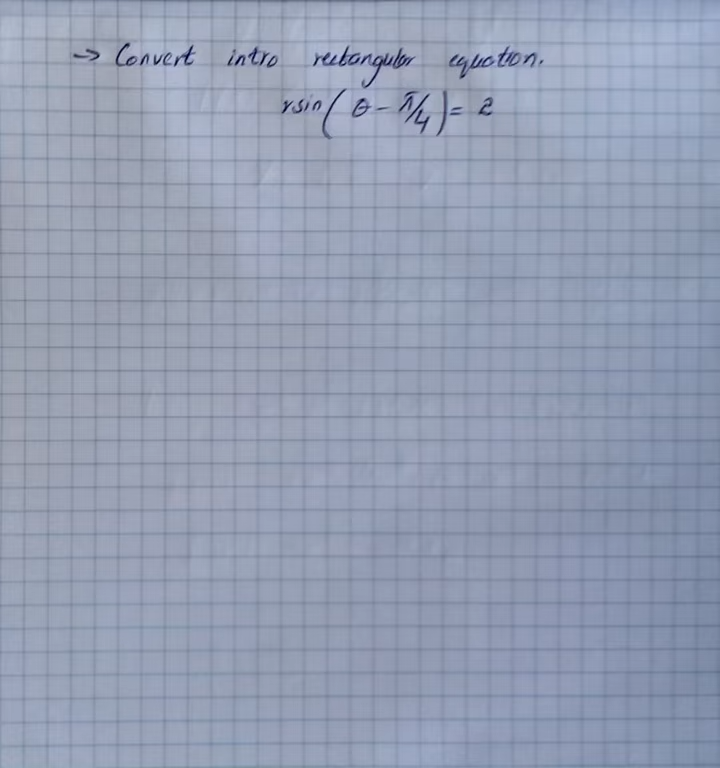 → Convert intro rectangular equation.
rsin(θ - π/4) = 2